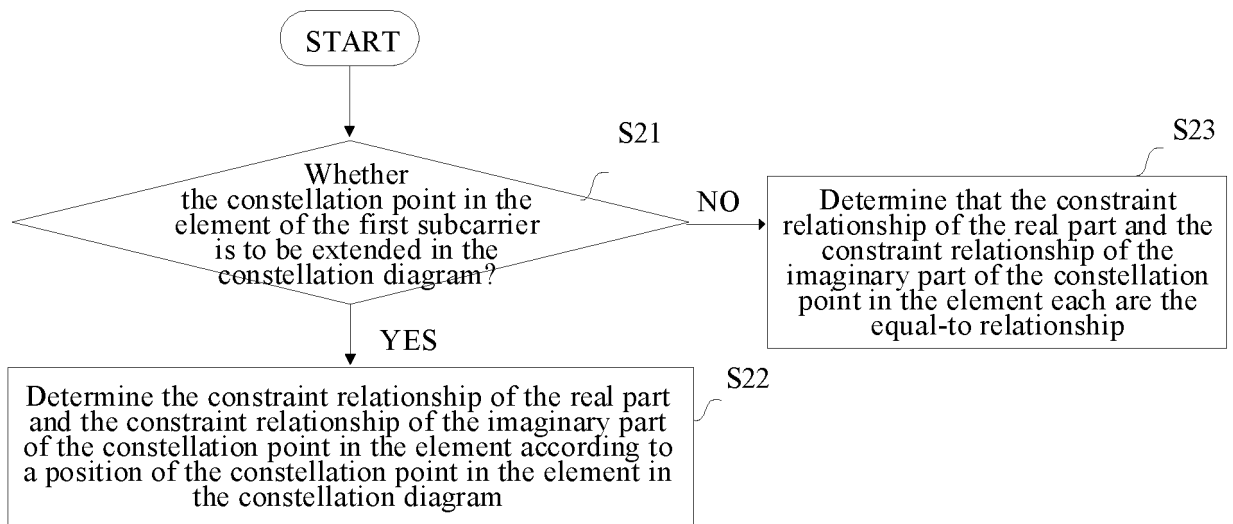 START
S21
Whether
the constellation point in the
element of the first subcarrier
is to be extended in the
constellation diagram?
NO
S23
Determine that the constraint
relationship of the real part and the
constraint relationship of the
imaginary part of the constellation
point in the element each are the
equal-to relationship
YES
S22
Determine the constraint relationship of the real part
and the constraint relationship of the imaginary part
of the constellation point in the element according to
a position of the constellation point in the element in
the constellation diagram